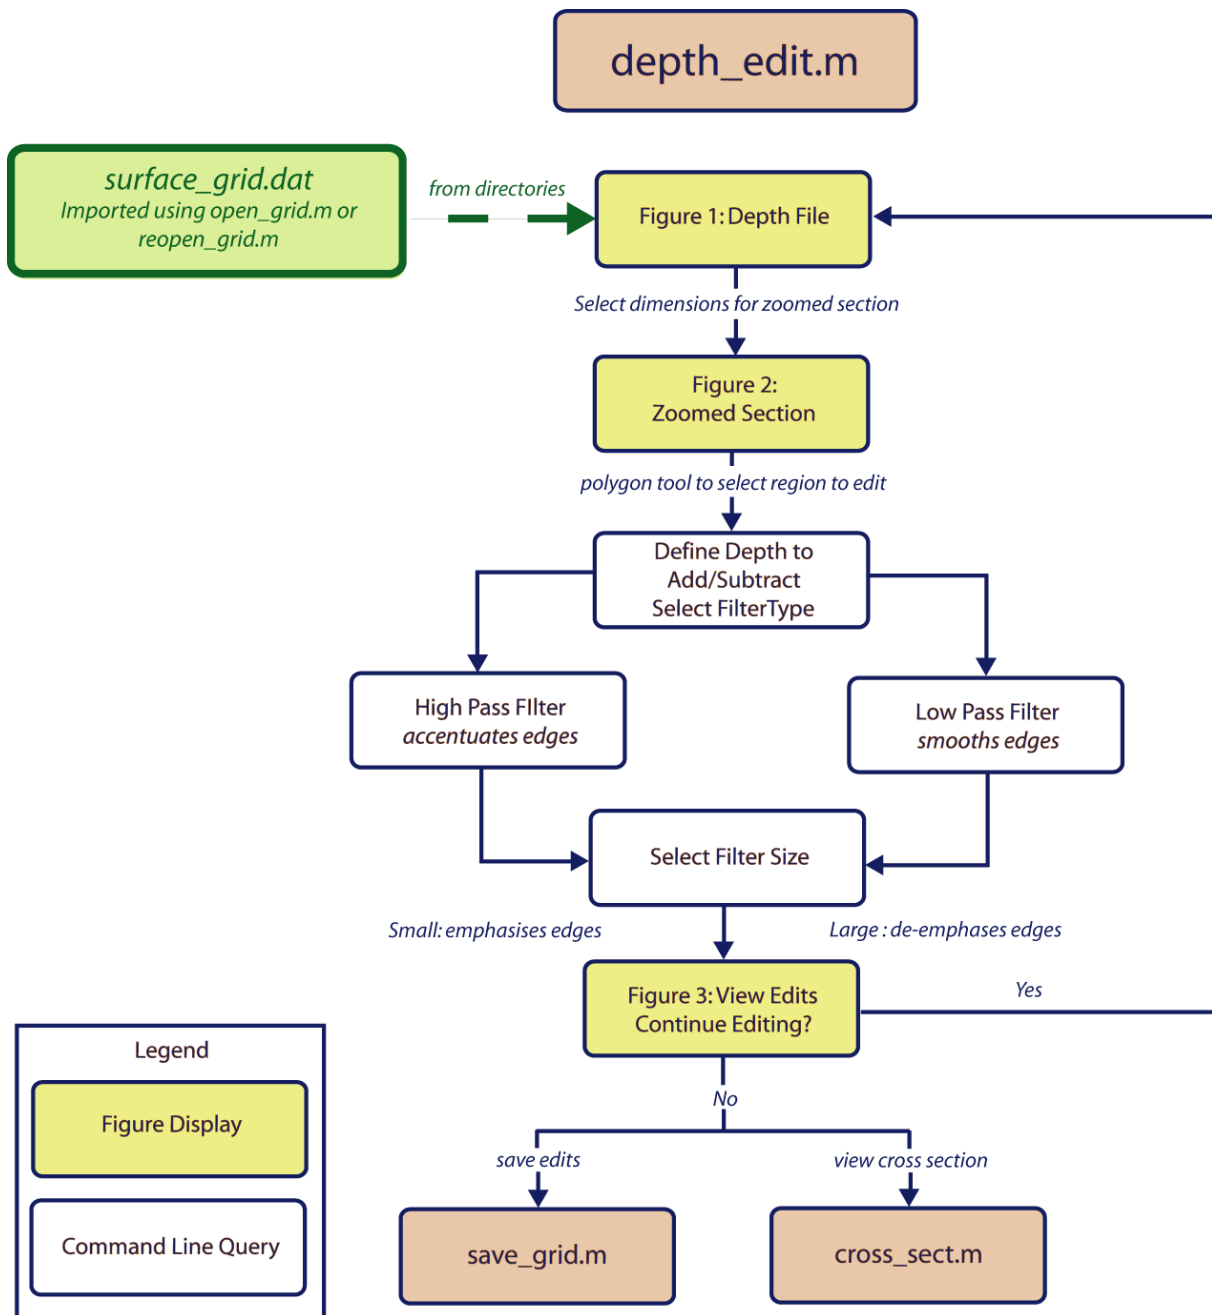 depth_edit.m
surface_grid.dat
Imported using open_grid.m or
reopen_grid.m
from directories
Figure 1: Depth File
Select dimensions for zoomed section
Figure 2:
Zoomed Section
polygon tool to select region to edit
Define Depth to
Add/Subtract
Select FilterType
High Pass FIlter
accentuates edges
Low Pass Filter
smooths edges
Select Filter Size
Small: emphasises edges
Large : de-emphases edges
Figure 3: View Edits
Continue Editing?
Yes
No
save edits
view cross section
save_grid.m
cross_sect.m
Legend
Figure Display
Command Line Query